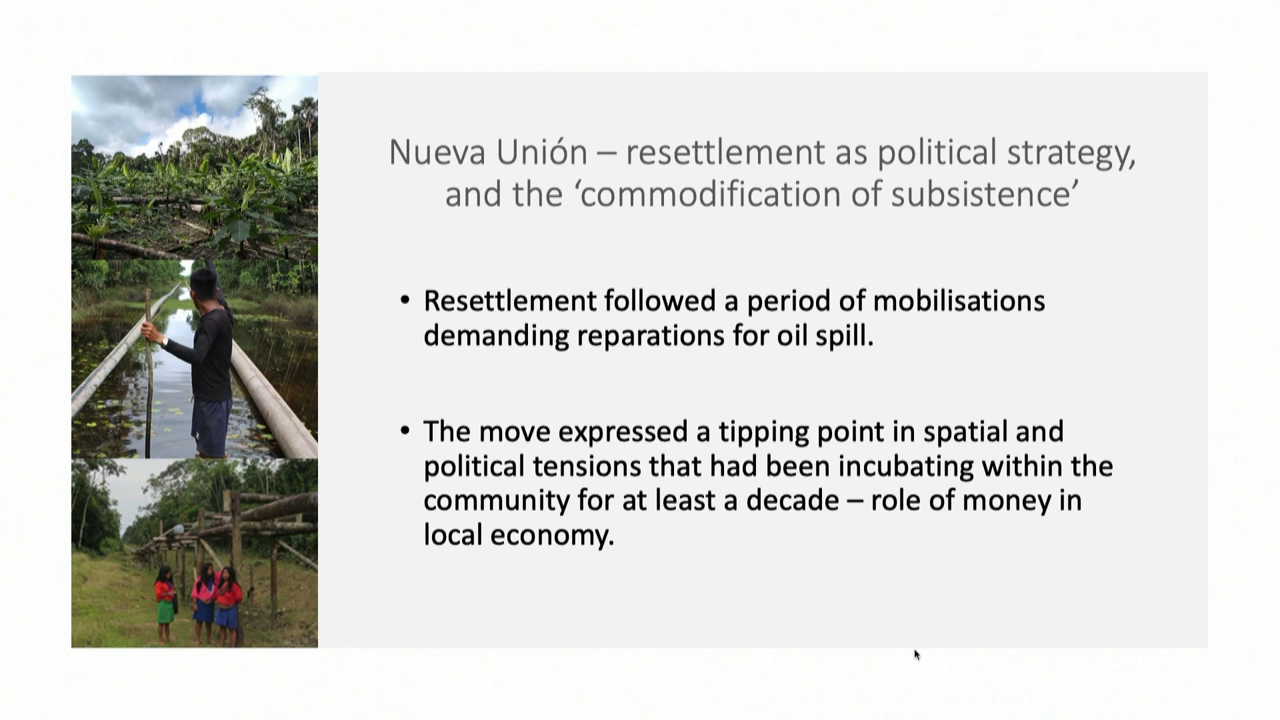 Nueva Unión – resettlement as political strategy,
and the ‘commodification of subsistence’
• Resettlement followed a period of mobilisations
demanding reparations for oil spill.
• The move expressed a tipping point in spatial and
political tensions that had been incubating within the
community for at least a decade – role of money in
local economy.